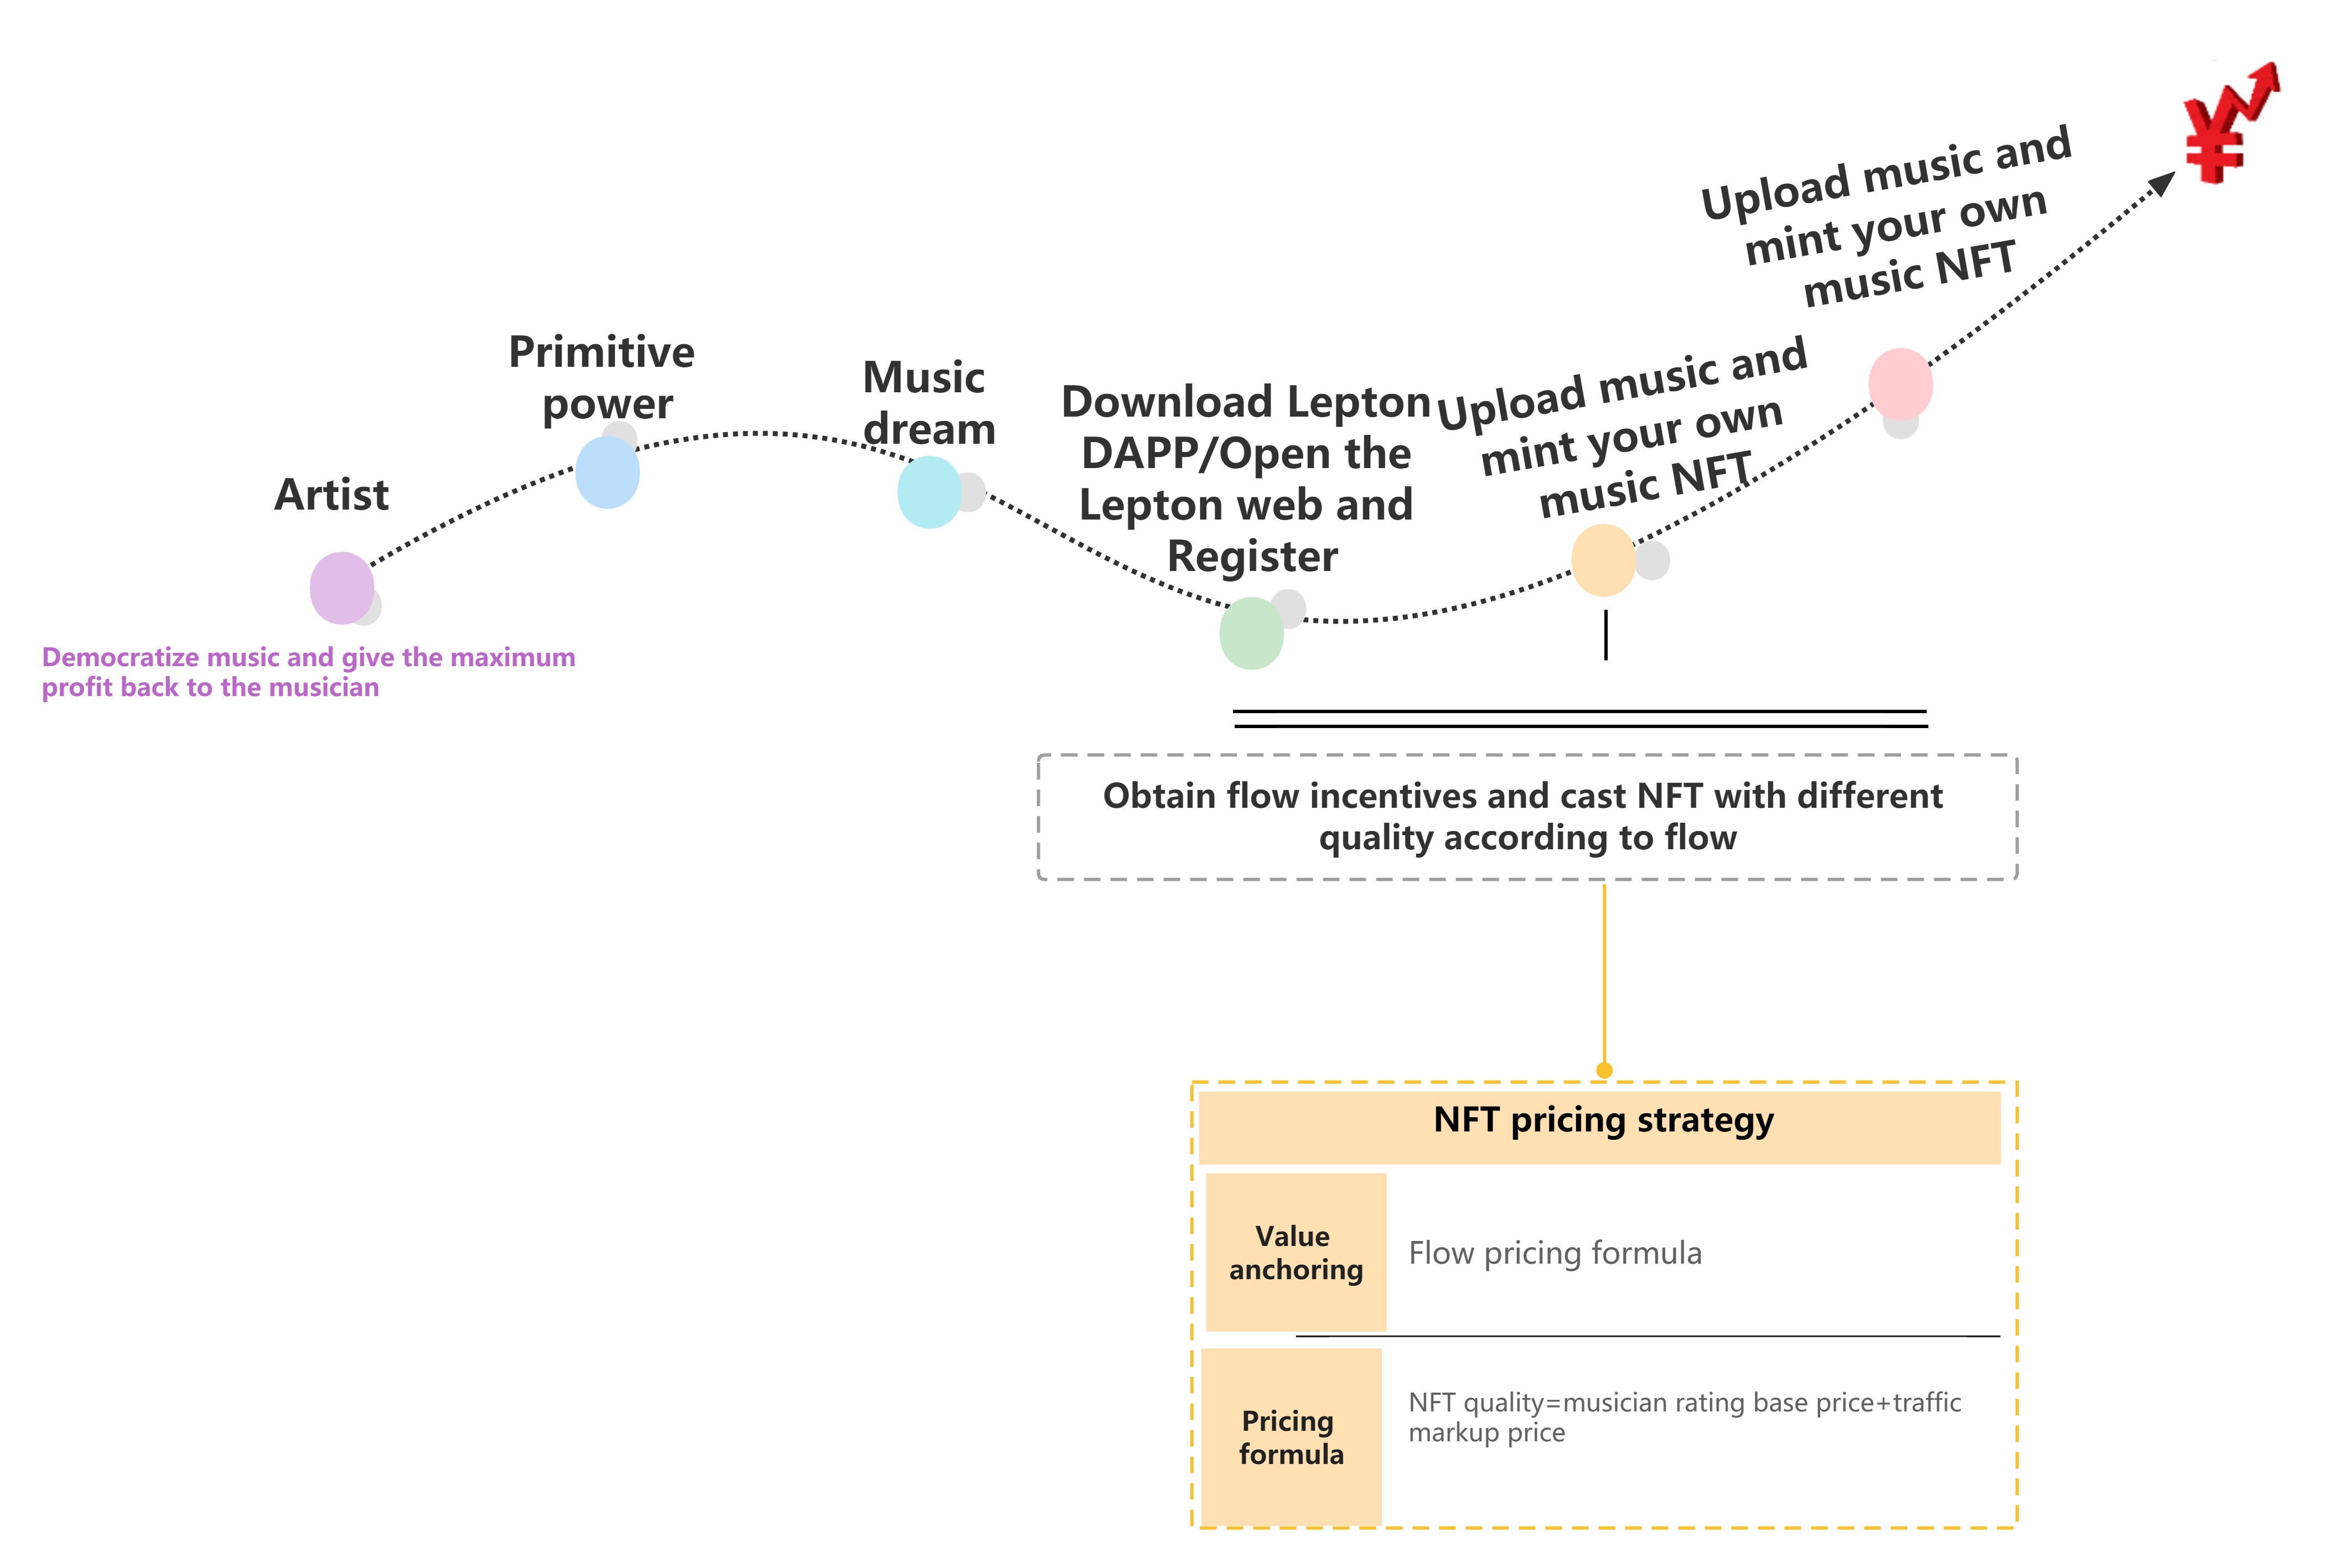 Artist
Primitive
power
Music
dream
Download Lepton
DAPP/Open the
Lepton web and
Register
Upload music and
mint your own
music NFT
Upload music and
mint your own
music NFT
¥
Democratize music and give the maximum
profit back to the musician
Obtain flow incentives and cast NFT with different
quality according to flow
NFT pricing strategy
Value
anchoring
Flow pricing formula
Pricing
formula
NFT quality=musician rating base price+traffic
markup price